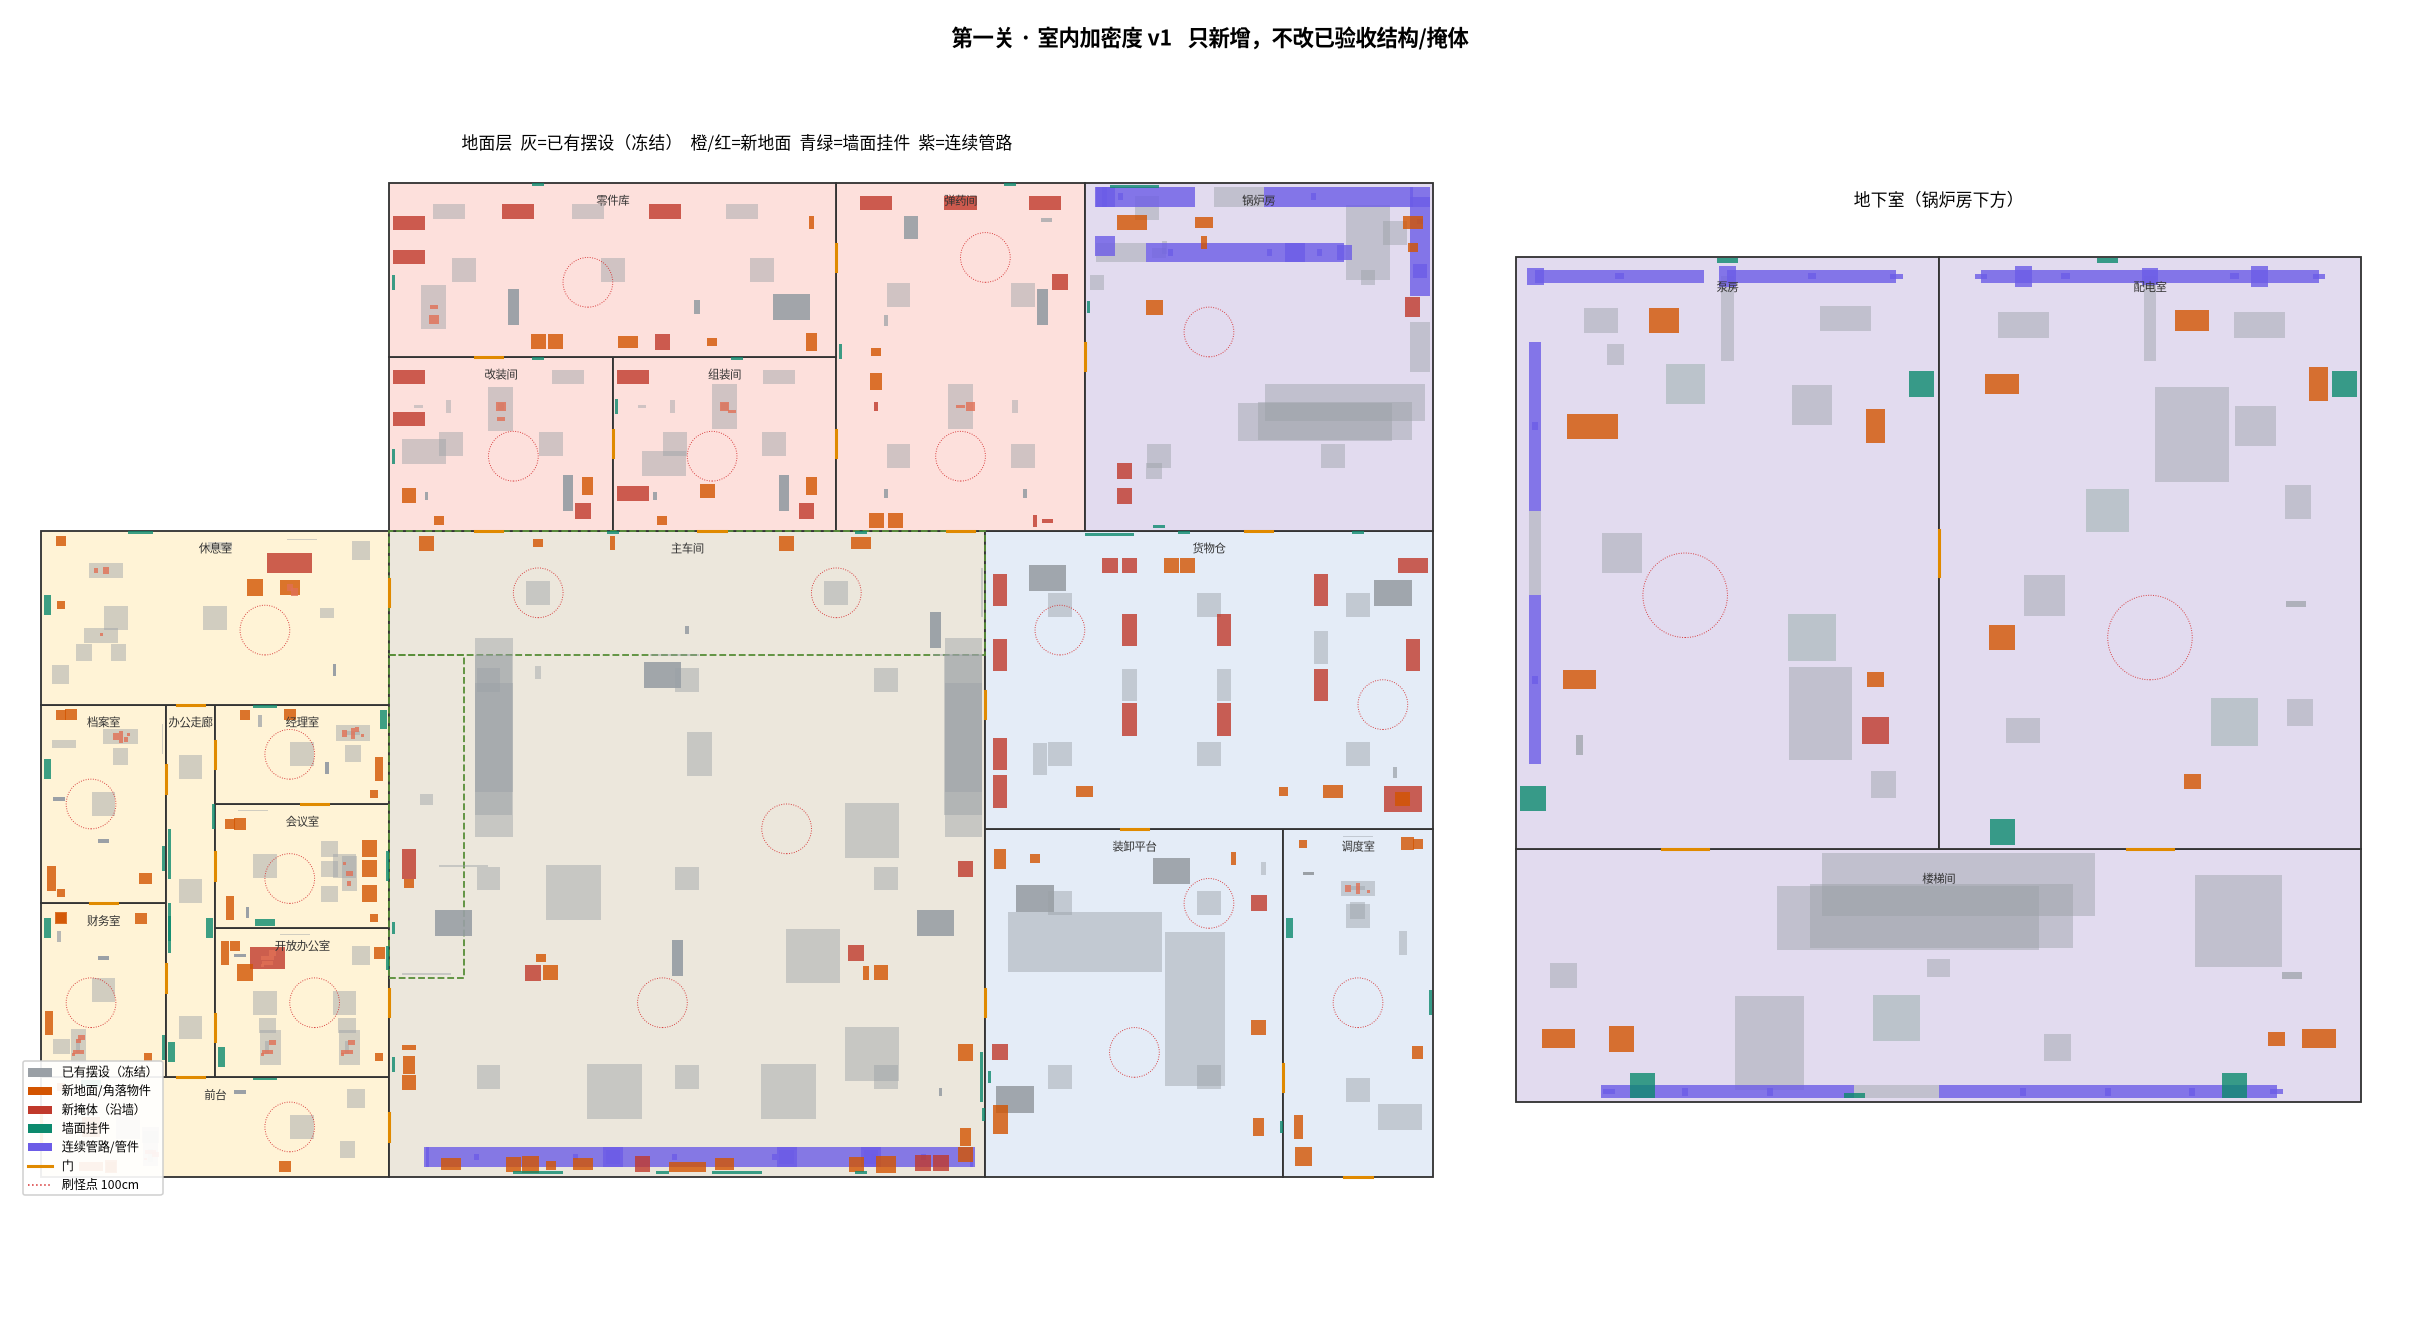 第一关 · 室内加密度 v1 只新增，不改已验收结构/掩体
地面层 灰=已有摆设（冻结） 橙/红=新地面 青绿=墙面挂件 紫=连续管路
地下室（锅炉房下方）
零件库
弹药间
锅炉房
泵房
配电室
改装间
组装间
休息室
主车间
货物仓
档案室
办公走廊
经理室
会议室
装卸平台
调度室
楼梯间
财务室
开放办公室
前台
已有摆设（冻结）
新地面/角落物件
新掩体（沿墙）
墙面挂件
连续管路/管件
门
刷怪点 100cm